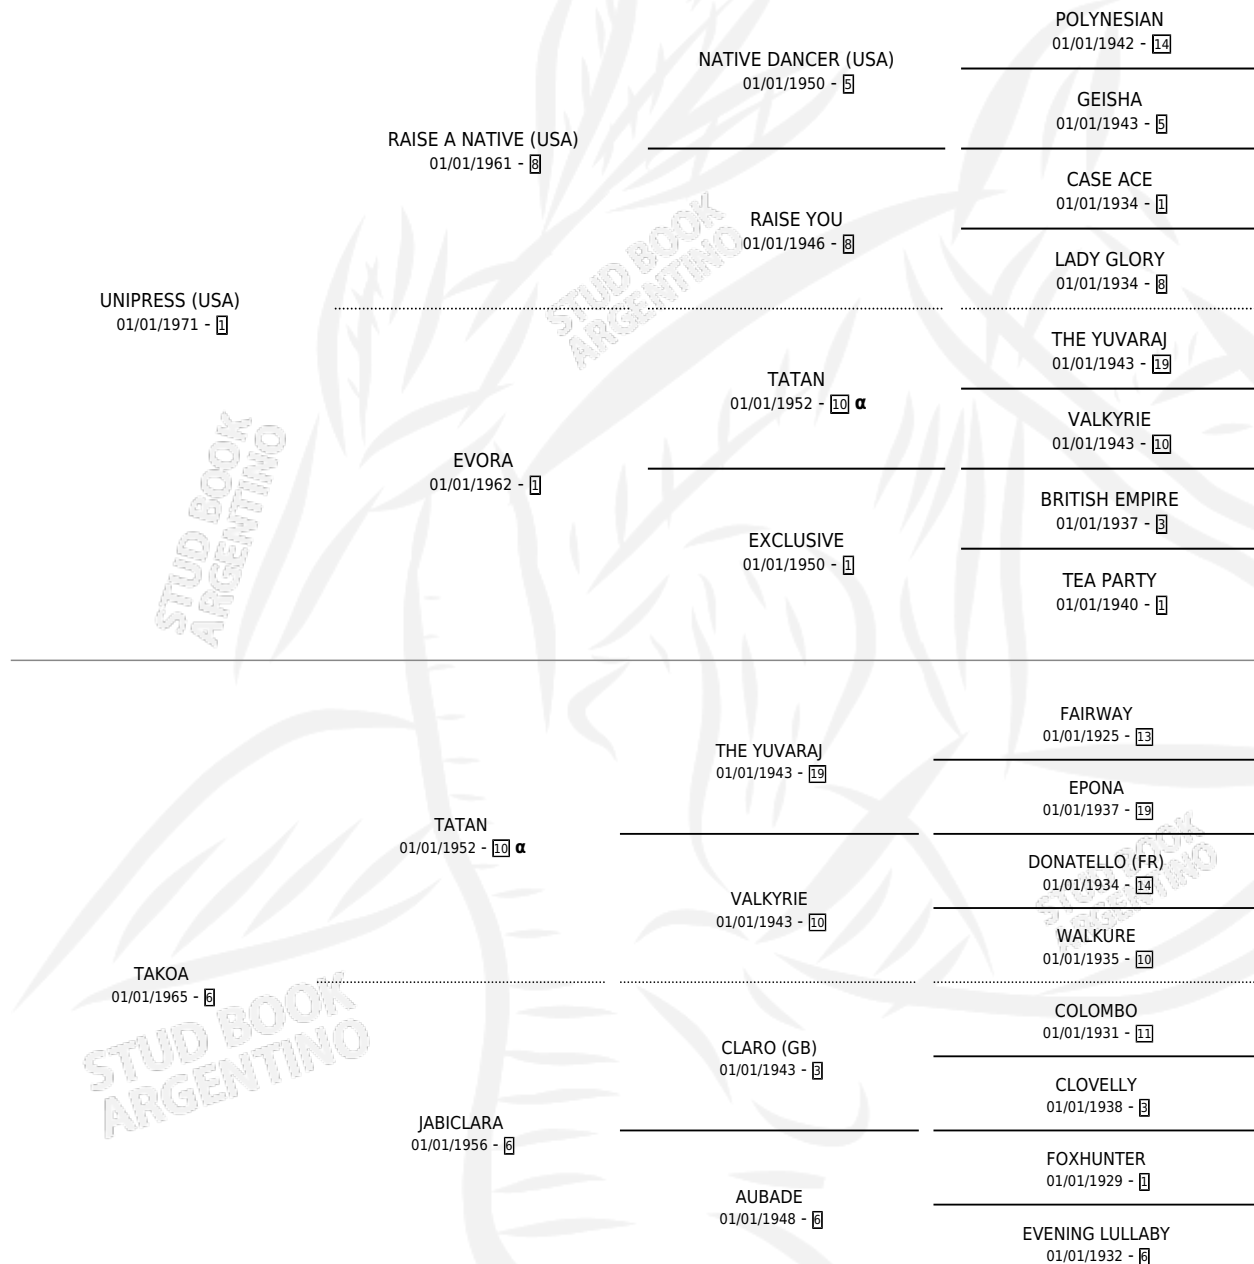 POLYNESIAN
01/01/1942 - 14
NATIVE DANCER (USA)
01/01/1950 - 5
GEISHA
01/01/1943 - 5
RAISE A NATIVE (USA)
01/01/1961 - 8
CASE ACE
01/01/1934 - 1
RAISE YOU
01/01/1946 - 8
LADY GLORY
01/01/1934 - 8
STUD BOOK
ARGENTINO
UNIPRESS (USA)
01/01/1971 - 1
THE YUVARAJ
01/01/1943 - 19
TATAN
01/01/1952 - 10 α
VALKYRIE
01/01/1943 - 10
EVORA
01/01/1962 - 1
BRITISH EMPIRE
01/01/1937 - 3
EXCLUSIVE
01/01/1950 - 1
TEA PARTY
01/01/1940 - 1
STUD BOOK
ARGENTINO
FAIRWAY
01/01/1925 - 13
THE YUVARAJ
01/01/1943 - 19
EPONA
01/01/1937 - 19
TATAN
01/01/1952 - 10 α
DONATELLO (FR)
01/01/1934 - 14
VALKYRIE
01/01/1943 - 10
WALKURE
01/01/1935 - 10
STUD BOOK
ARGENTINO
TAKOA
01/01/1965 - 6
COLOMBO
01/01/1931 - 11
CLARO (GB)
01/01/1943 - 3
CLOVELLY
01/01/1938 - 3
STUD BOOK
ARGENTINO
JABICLARA
01/01/1956 - 6
FOXHUNTER
01/01/1929 - 1
AUBADE
01/01/1948 - 6
EVENING LULLABY
01/01/1932 - 6